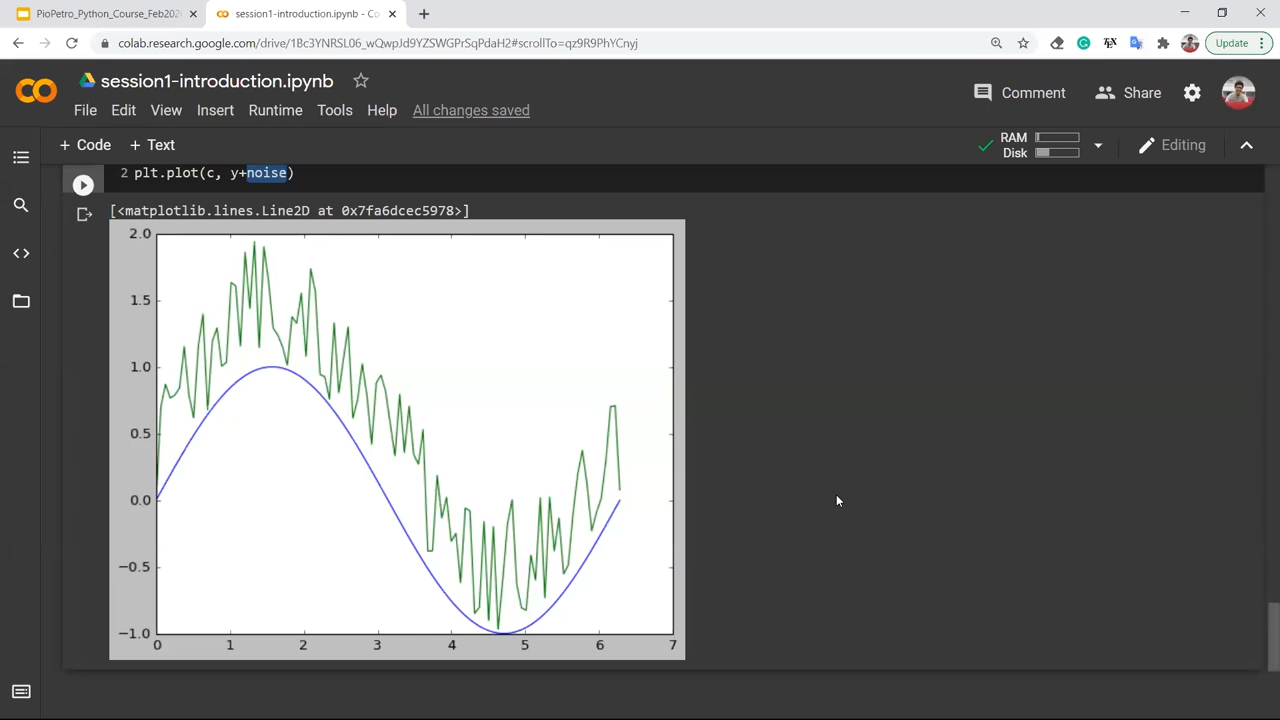 PioPetro_Python_Course_Feb202
session1-introduction.ipynb - Co
colab.research.google.com/drive/1Bc3YNRSL06_wQwpJd9YZSWGPrSqPdaH2#scrollTo=qz9R9PhYCnyj
Update
session1-introduction.ipynb
File Edit View Insert Runtime Tools Help All changes saved
Comment Share
+ Code + Text
RAM
Disk
Editing
2 plt.plot(c, y+noise)
[<matplotlib.lines.Line2D at 0x7fa6dcec5978>]
2.0
1.5
1.0
0.5
0.0
−0.5
−1.0
0 1 2 3 4 5 6 7